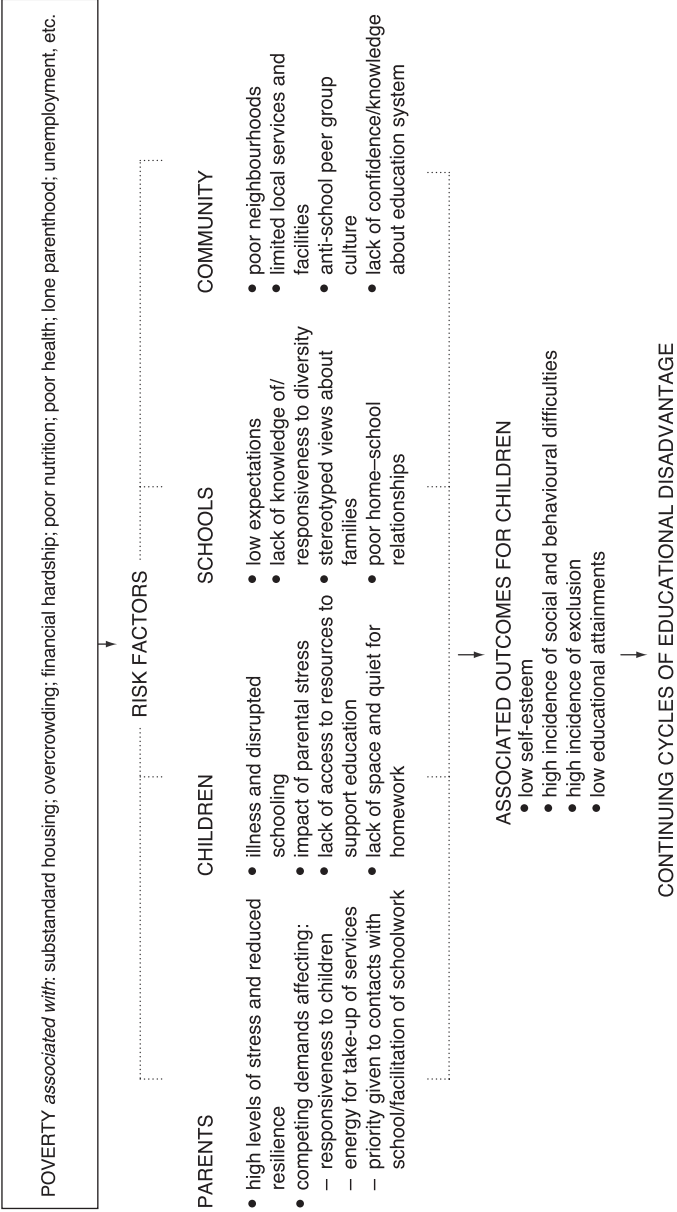 POVERTY associated with: substandard housing; overcrowding; financial hardship; poor nutrition; poor health; lone parenthood; unemployment, etc.
RISK FACTORS
PARENTS
• high levels of stress and reduced
resilience
• competing demands affecting:
– responsiveness to children
– energy for take-up of services
– priority given to contacts with
school/facilitation of schoolwork
CHILDREN
• illness and disrupted
schooling
• impact of parental stress
• lack of access to resources to
support education
• lack of space and quiet for
homework
SCHOOLS
• low expectations
• lack of knowledge of/
responsiveness to diversity
• stereotyped views about
families
• poor home–school
relationships
COMMUNITY
• poor neighbourhoods
• limited local services and
facilities
• anti-school peer group
culture
• lack of confidence/knowledge
about education system
ASSOCIATED OUTCOMES FOR CHILDREN
• low self-esteem
• high incidence of social and behavioural difficulties
• high incidence of exclusion
• low educational attainments
CONTINUING CYCLES OF EDUCATIONAL DISADVANTAGE